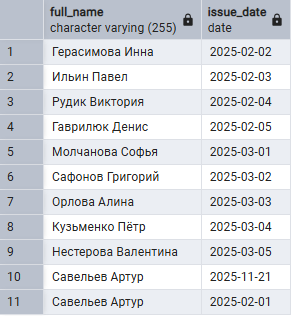 full_name issue_date
character varying (255) date
1 Герасимова Инна 2025-02-02
2 Ильин Павел 2025-02-03
3 Рудик Виктория 2025-02-04
4 Гаврилюк Денис 2025-02-05
5 Молчанова Софья 2025-03-01
6 Сафонов Григорий 2025-03-02
7 Орлова Алина 2025-03-03
8 Кузьменко Пётр 2025-03-04
9 Нестерова Валентина 2025-03-05
10 Савельев Артур 2025-11-21
11 Савельев Артур 2025-02-01